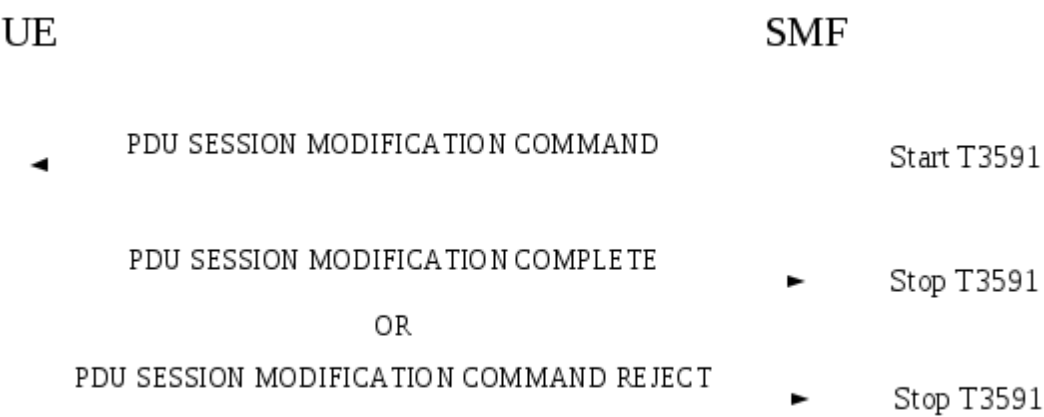 UE SMF
PDU SESSION MODIFICATION COMMAND
Start T3591
PDU SESSION MODIFICATION COMPLETE
Stop T3591
OR
PDU SESSION MODIFICATION COMMAND REJECT
Stop T3591